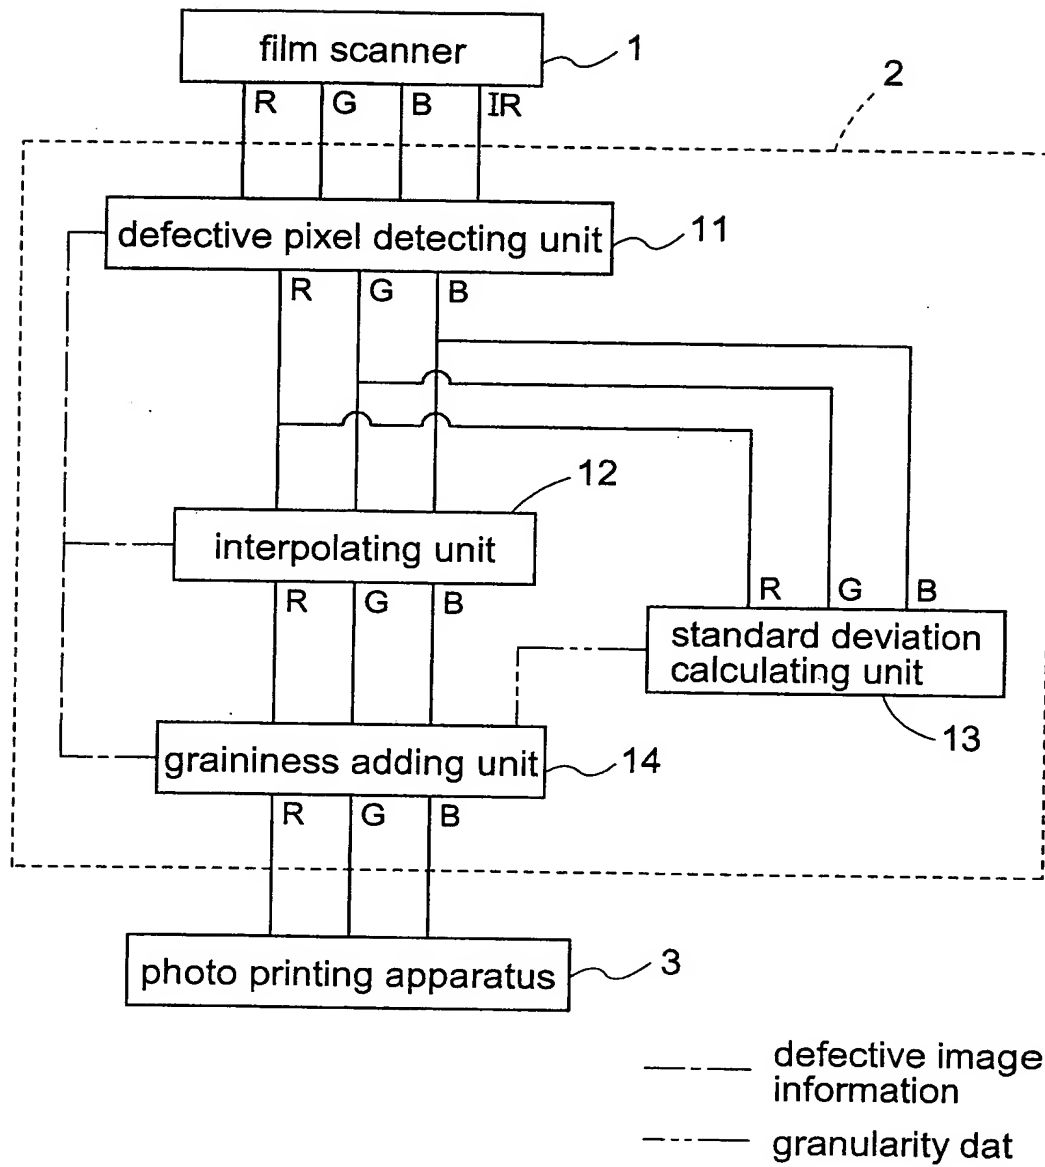 film scanner
1
R G B IR
2
defective pixel detecting unit
11
R G B
12
interpolating unit
R G B
R G B
standard deviation
calculating unit
13
graininess adding unit
14
R G B
photo printing apparatus
3
defective image
information
granularity dat